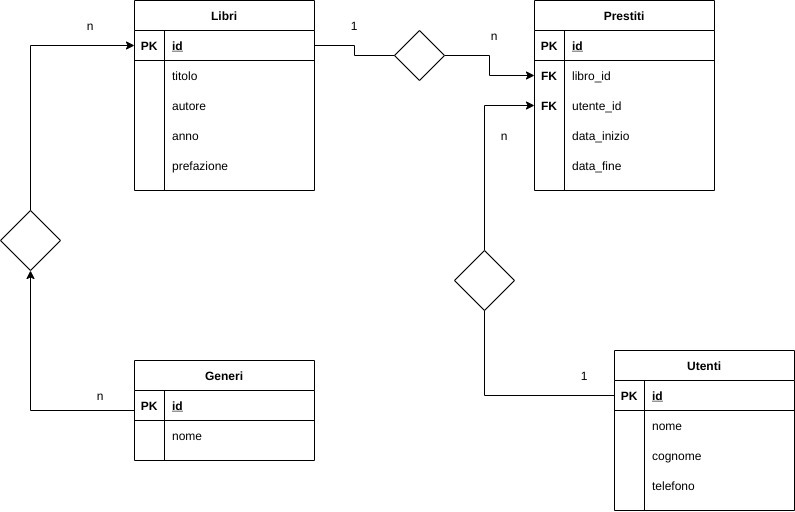 Libri
PK id
titolo
autore
anno
prefazione
n
1
n
Prestiti
PK id
FK libro_id
FK utente_id
data_inizio
data_fine
n
Generi
PK id
nome
n
1
Utenti
PK id
nome
cognome
telefono